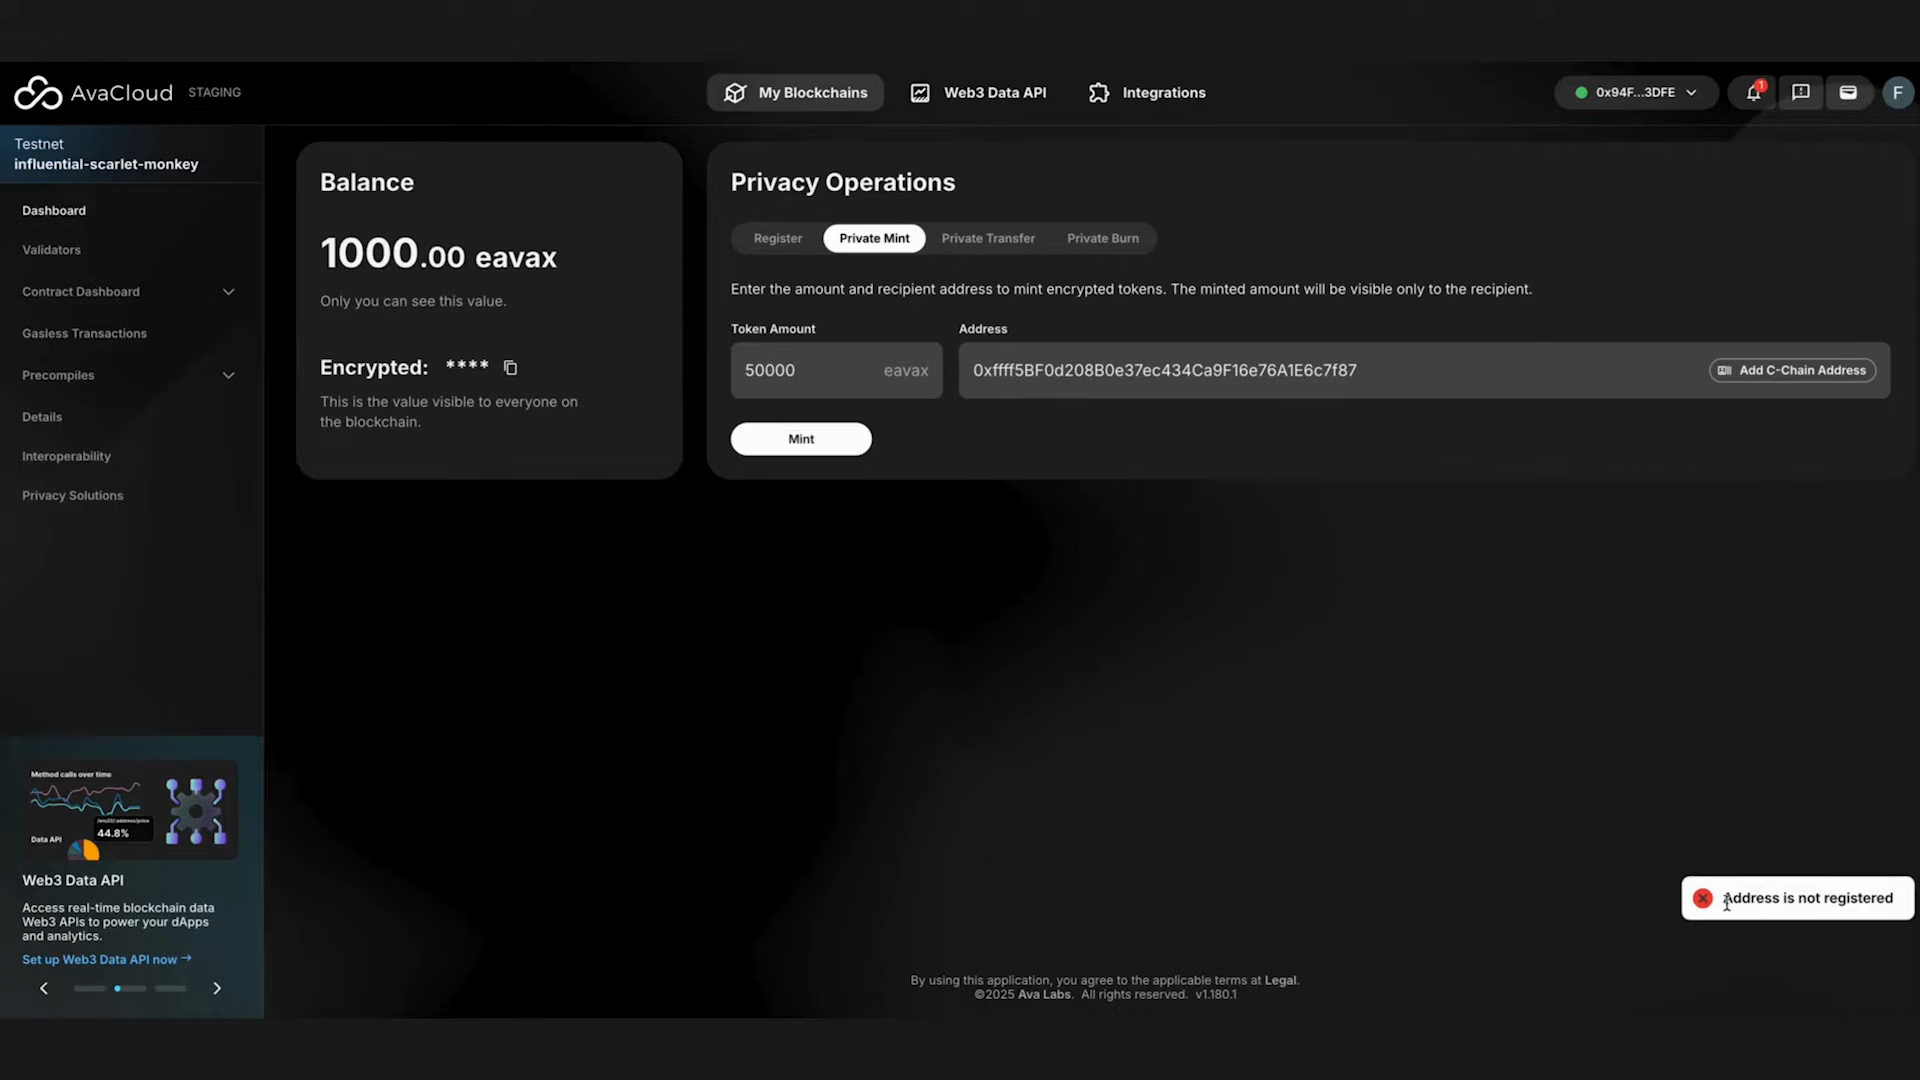 AvaCloud STAGING
My Blockchains
Web3 Data API
Integrations
0x94F...3DFE
1
F
Testnet
influential-scarlet-monkey
Dashboard
Validators
Contract Dashboard
Gasless Transactions
Precompiles
Details
Interoperability
Privacy Solutions
Balance
1000.00 eavax
Only you can see this value.
Encrypted: ****
This is the value visible to everyone on
the blockchain.
Privacy Operations
Register Private Mint Private Transfer Private Burn
Enter the amount and recipient address to mint encrypted tokens. The minted amount will be visible only to the recipient.
Token Amount
Address
50000 eavax
0xffff5BF0d208B0e37ec434Ca9F16e76A1E6c7f87
Add C-Chain Address
Mint
Method calls over time
44.8%
Data API
Web3 Data API
Access real-time blockchain data
Web3 APIs to power your dApps
and analytics.
Set up Web3 Data API now →
Address is not registered
By using this application, you agree to the applicable terms at Legal.
©2025 Ava Labs. All rights reserved. v1.180.1